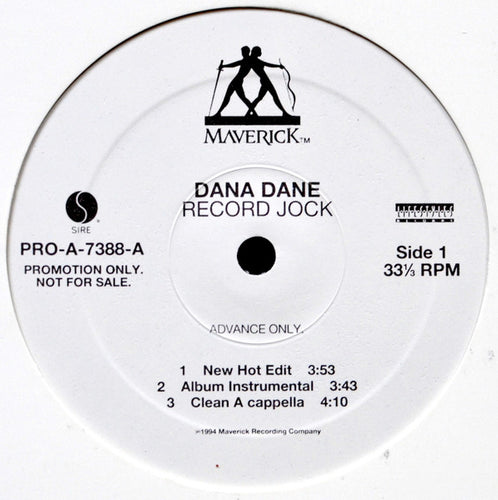 MAVERICK™
DANA DANE
RECORD JOCK
SIRE®
PRO-A-7388-A
PROMOTION ONLY.
NOT FOR SALE.
RECORDS
Side 1
33⅓ RPM
ADVANCE ONLY.
1 New Hot Edit 3:53
2 Album Instrumental 3:43
3 Clean A cappella 4:10
℗1994 Maverick Recording Company